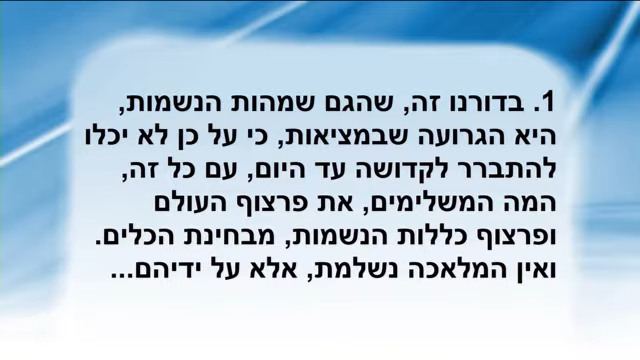 1. בדורנו זה, שהגם שמהות הנשמות,
היא הגרועה שבמציאות, כי על כן לא יכלו
להתברר לקדושה עד היום, עם כל זה,
המה המשלימים, את פרצוף העולם
ופרצוף כללות הנשמות, מבחינת הכלים.
ואין המלאכה נשלמת, אלא על ידיהם...